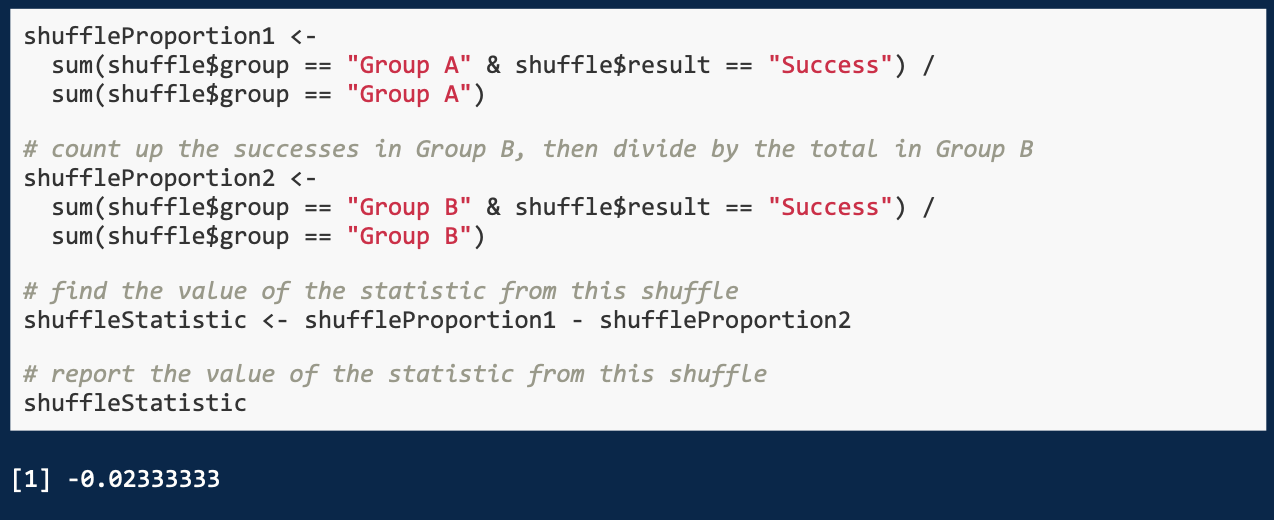 shuffleProportion1 <-
  sum(shuffle$group == "Group A" & shuffle$result == "Success") /
  sum(shuffle$group == "Group A")
# count up the successes in Group B, then divide by the total in Group B
shuffleProportion2 <-
  sum(shuffle$group == "Group B" & shuffle$result == "Success") /
  sum(shuffle$group == "Group B")
# find the value of the statistic from this shuffle
shuffleStatistic <- shuffleProportion1 - shuffleProportion2
# report the value of the statistic from this shuffle
shuffleStatistic
[1] -0.02333333